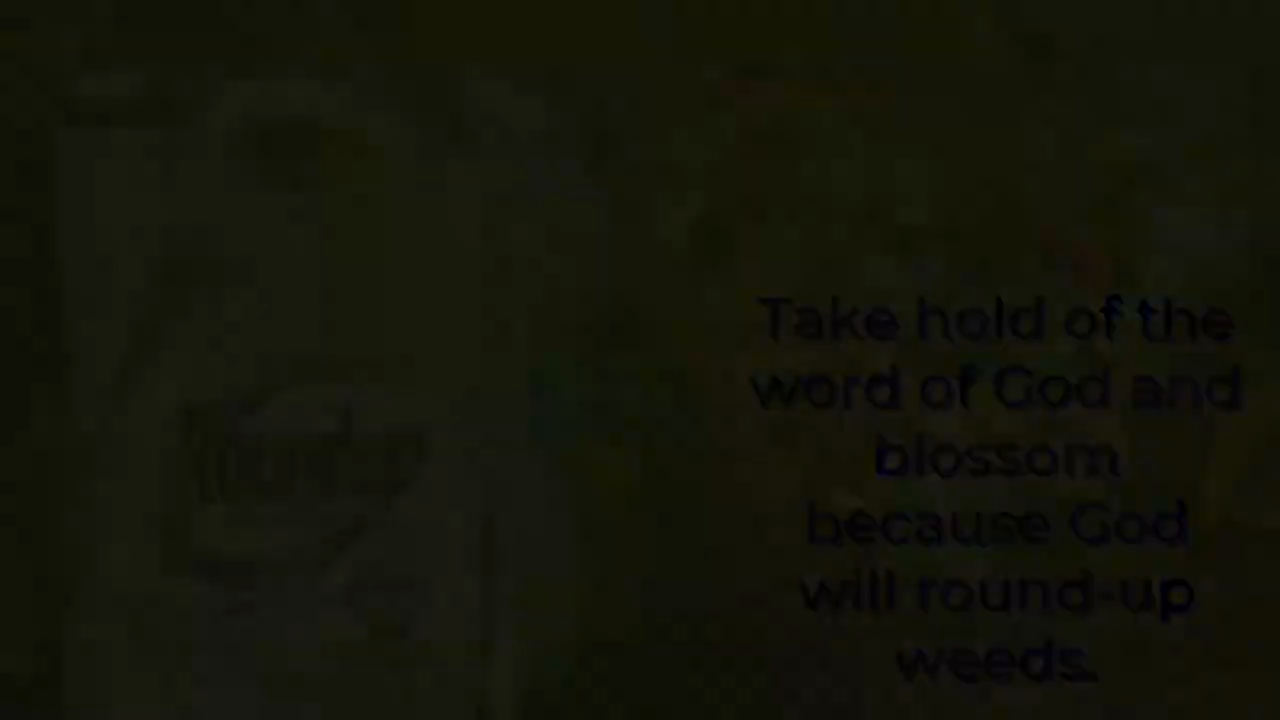 Take hold of the
word of God and
blossom
because God
will round-up
weeds.